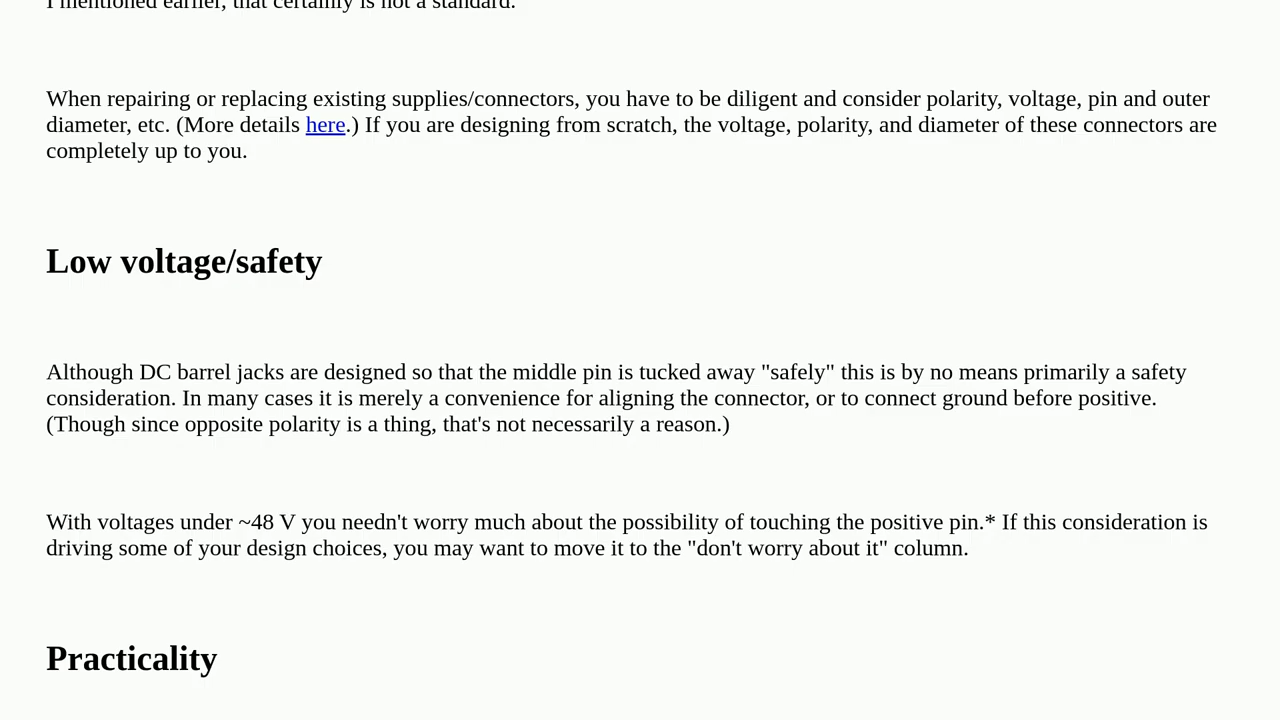 I mentioned earlier, that certainly is not a standard.
When repairing or replacing existing supplies/connectors, you have to be diligent and consider polarity, voltage, pin and outer
diameter, etc. (More details here.) If you are designing from scratch, the voltage, polarity, and diameter of these connectors are
completely up to you.
Low voltage/safety
Although DC barrel jacks are designed so that the middle pin is tucked away "safely" this is by no means primarily a safety
consideration. In many cases it is merely a convenience for aligning the connector, or to connect ground before positive.
(Though since opposite polarity is a thing, that's not necessarily a reason.)
With voltages under ~48 V you needn't worry much about the possibility of touching the positive pin.* If this consideration is
driving some of your design choices, you may want to move it to the "don't worry about it" column.
Practicality